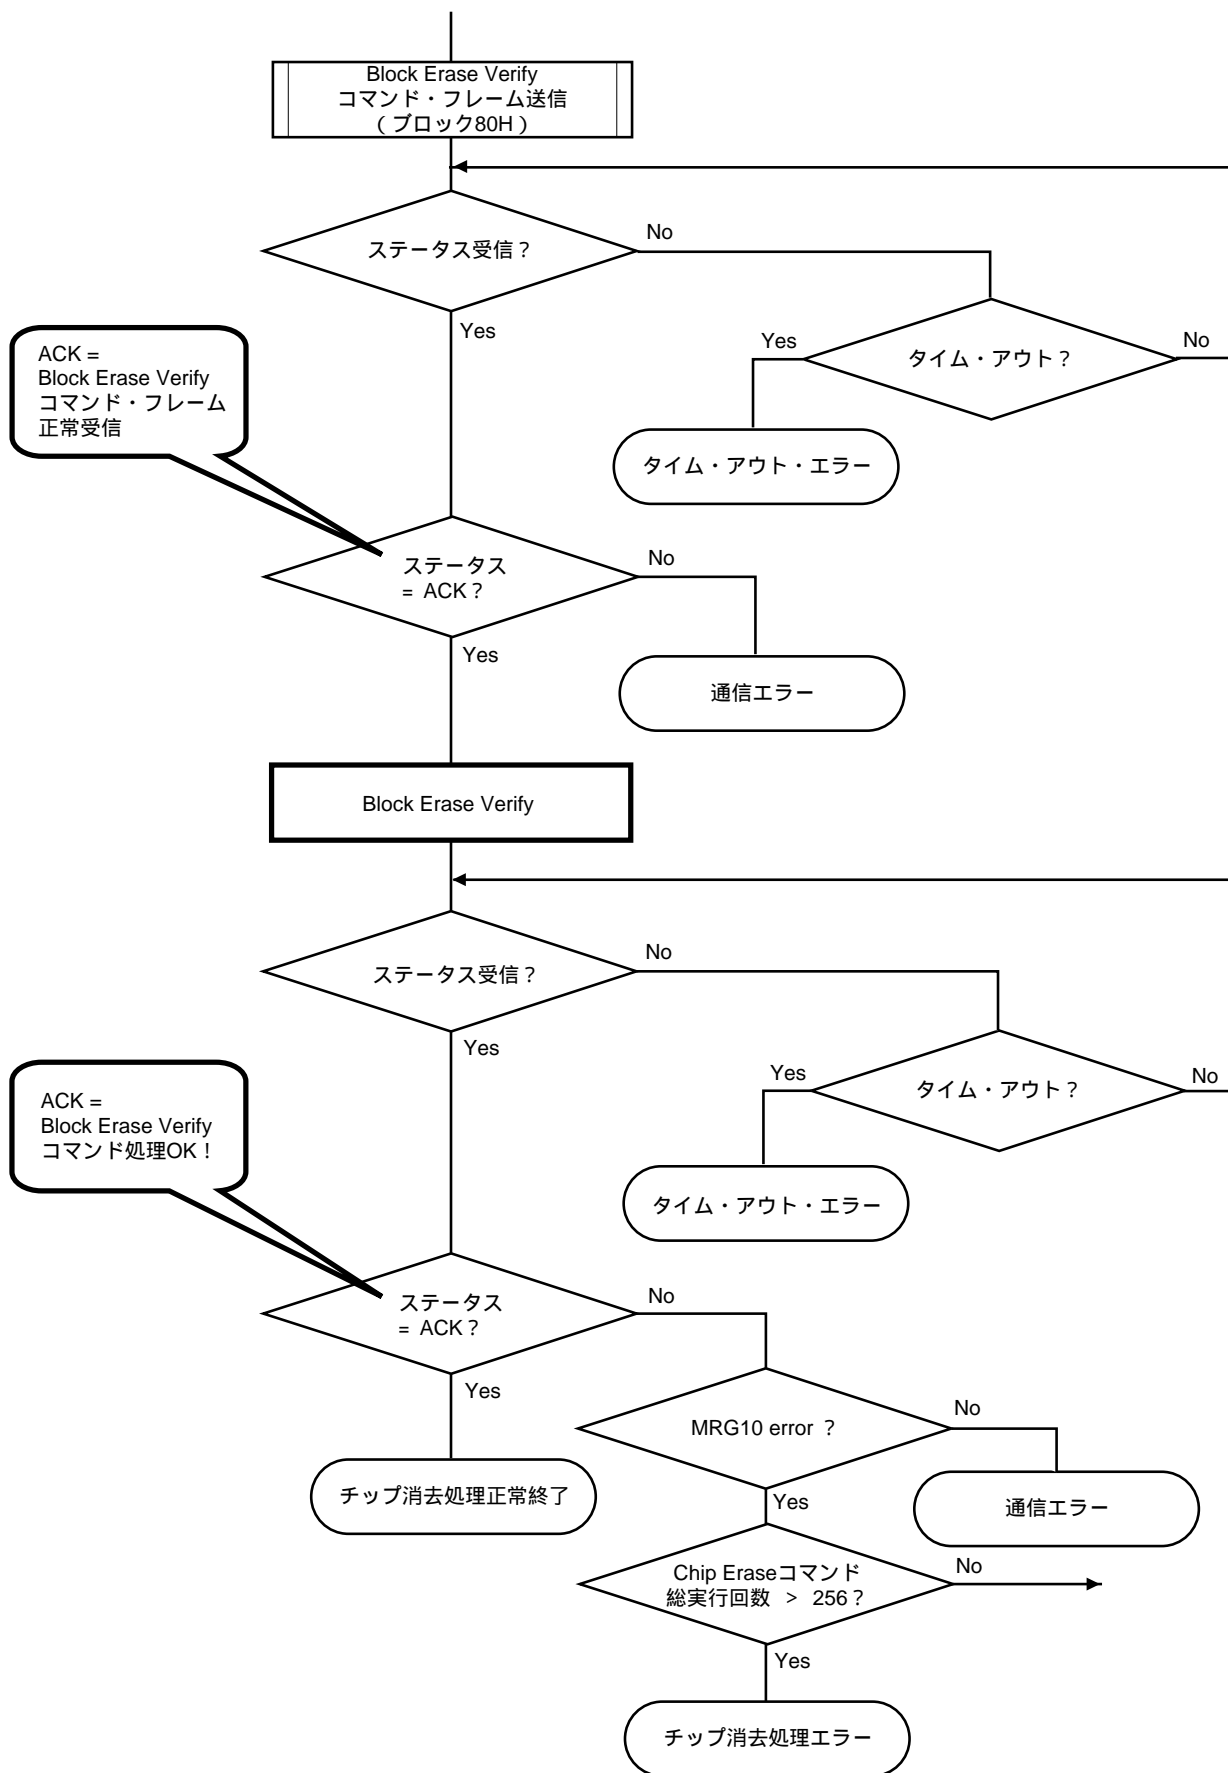 Block Erase Verify
コマンド・フレーム送信
（ブロック80H）
ステータス受信？
No
Yes
ACK =
Block Erase Verify
コマンド・フレーム
正常受信
Yes
タイム・アウト？
No
タイム・アウト・エラー
ステータス
= ACK？
No
Yes
通信エラー
Block Erase Verify
ステータス受信？
No
Yes
ACK =
Block Erase Verify
コマンド処理OK！
Yes
タイム・アウト？
No
タイム・アウト・エラー
ステータス
= ACK？
No
Yes
MRG10 error ？
No
チップ消去処理正常終了
Yes
通信エラー
Chip Eraseコマンド
総実行回数 > 256？
No
Yes
チップ消去処理エラー